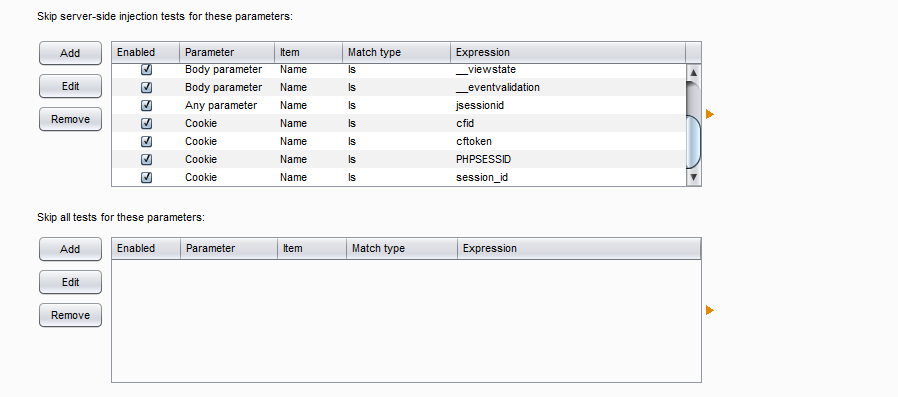 Skip server-side injection tests for these parameters:
Add
Enabled Parameter Item Match type Expression
Body parameter Name Is __viewstate
Edit
Body parameter Name Is __eventvalidation
Any parameter Name Is jsessionid
Remove
Cookie Name Is cfid
Cookie Name Is cftoken
Cookie Name Is PHPSESSID
Cookie Name Is session_id
Skip all tests for these parameters:
Add
Enabled Parameter Item Match type Expression
Edit
Remove